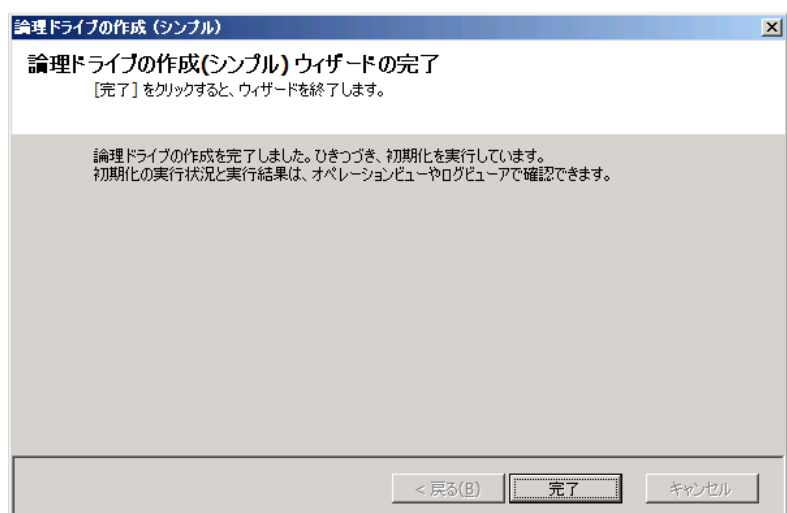 論理ドライブの作成 (シンプル)
論理ドライブの作成(シンプル) ウィザードの完了
[完了] をクリックすると、ウィザードを終了します。
論理ドライブの作成を完了しました。ひきつづき、初期化を実行しています。
初期化の実行状況と実行結果は、オペレーションビューやログビューアで確認できます。
< 戻る(B)
完了
キャンセル